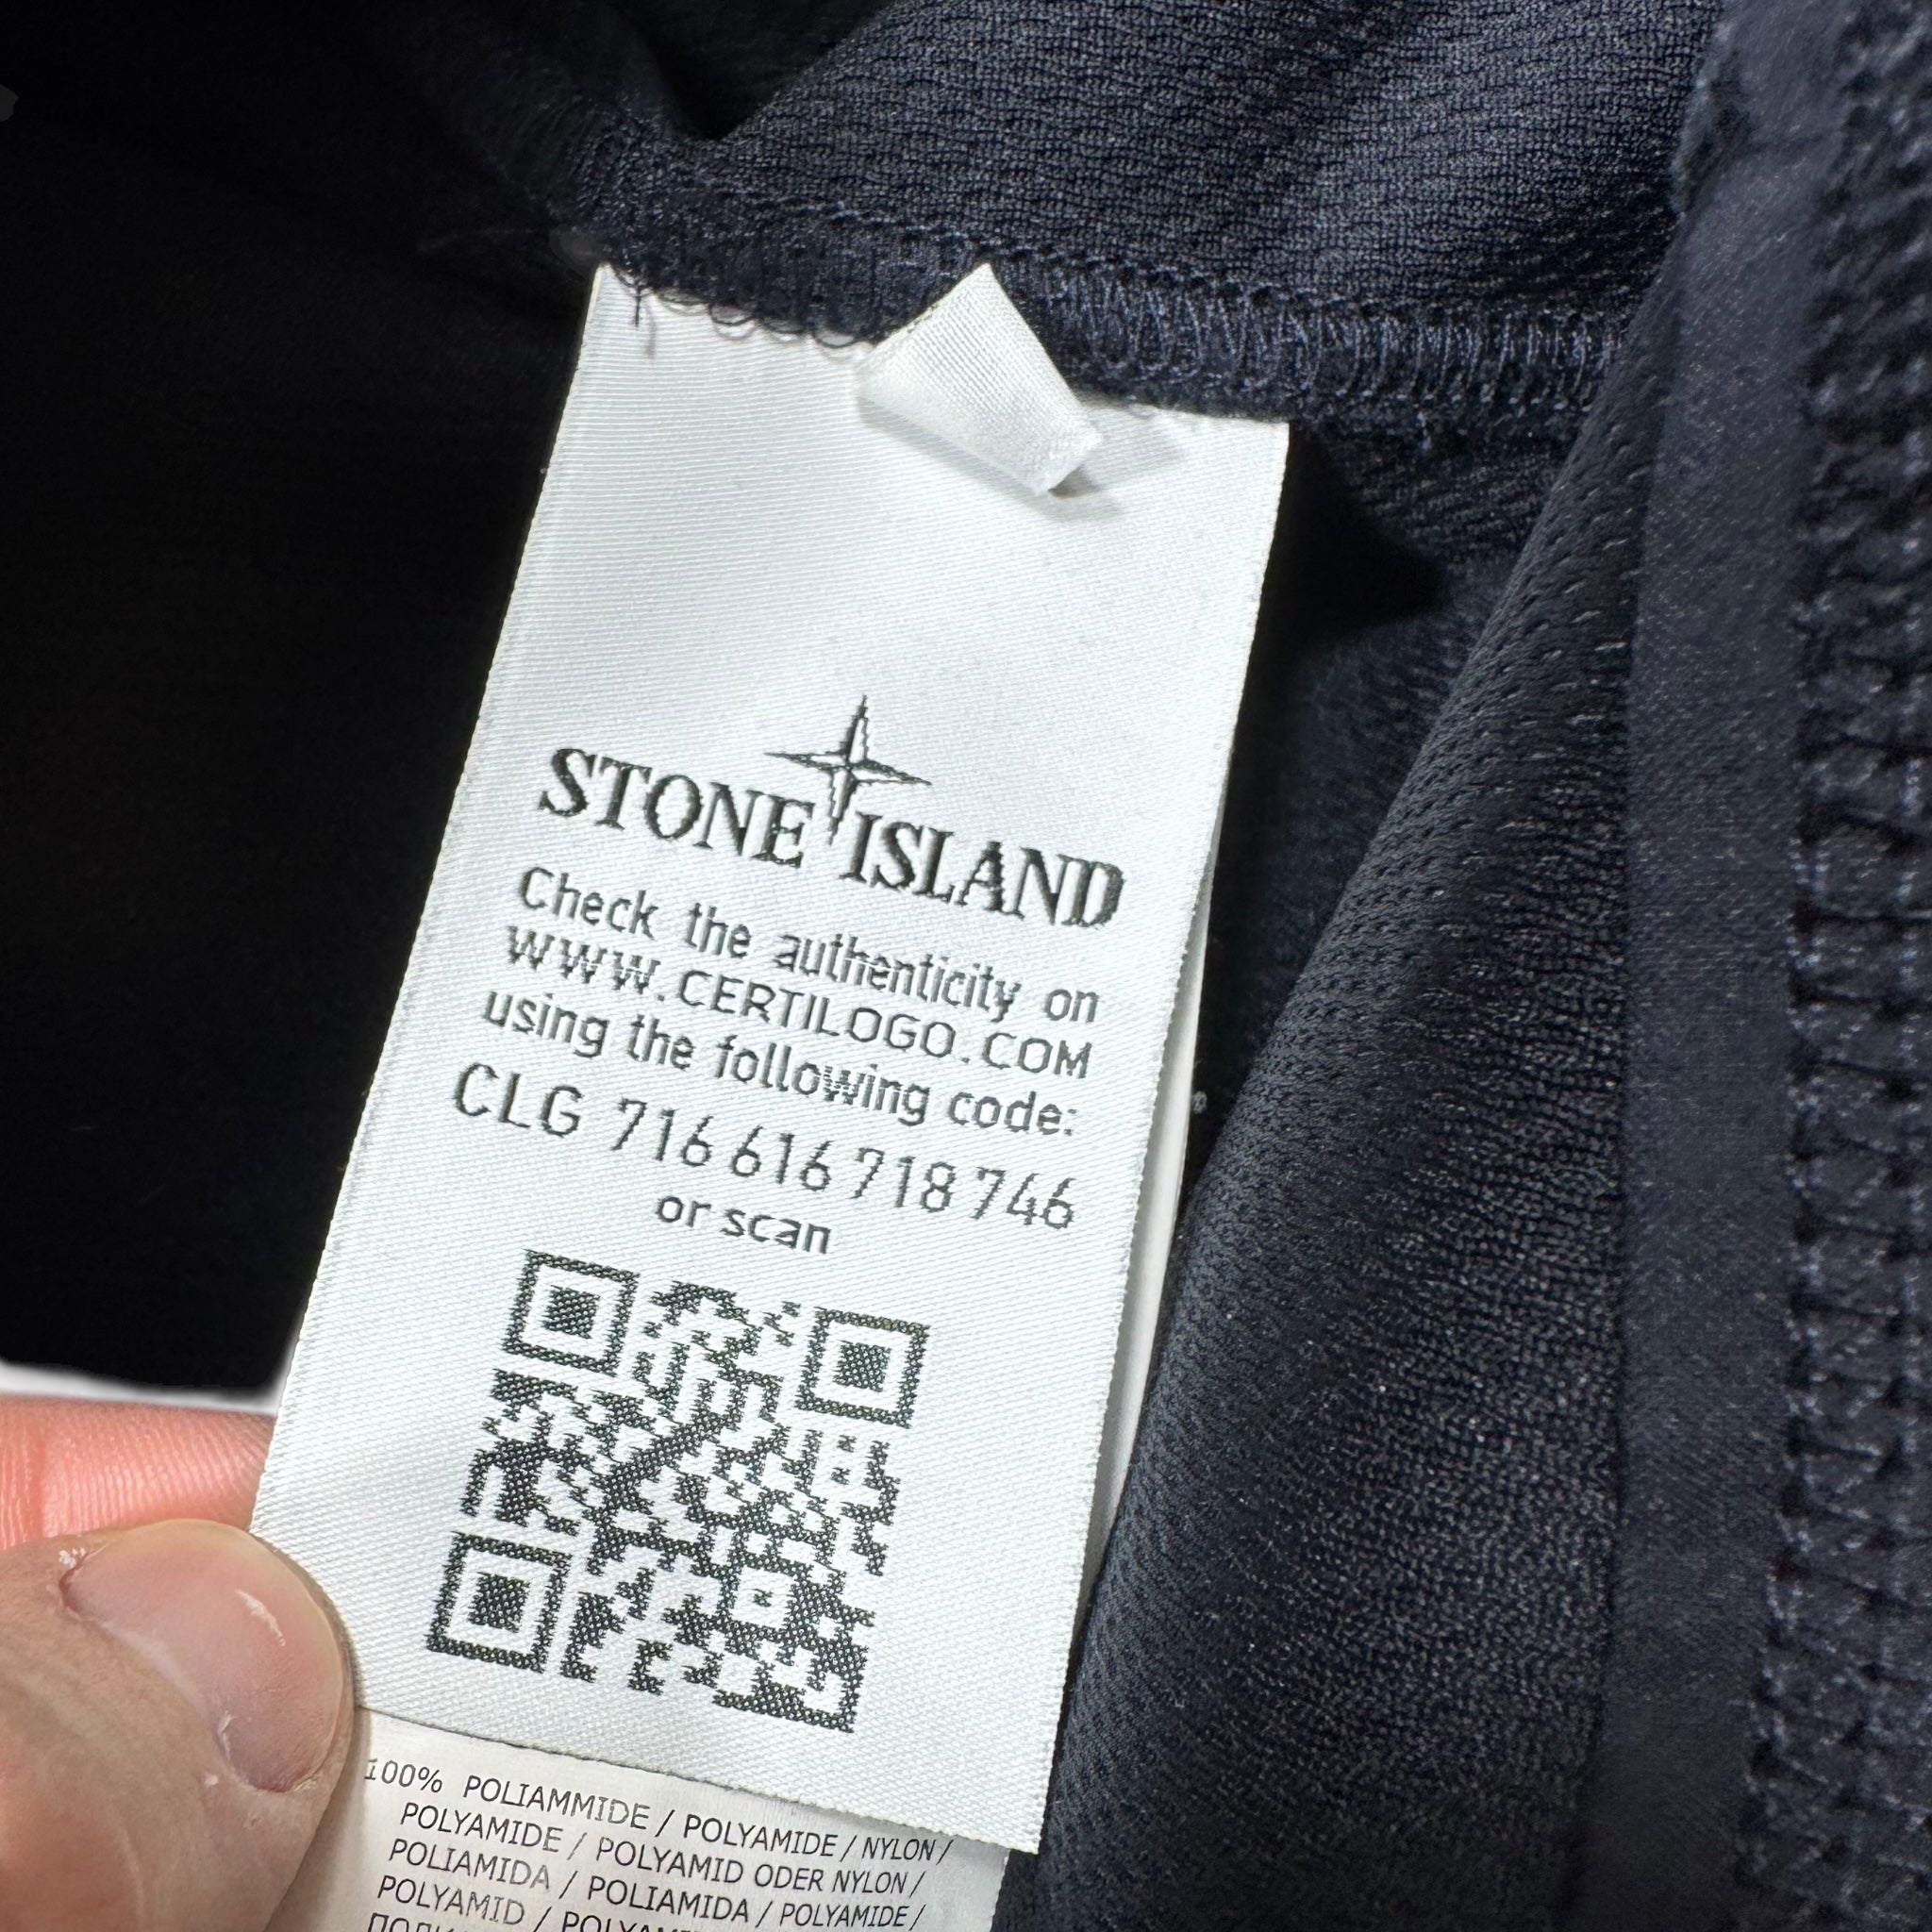 STONE ISLAND
Check the authenticity on
WWW.CERTILOGO.COM
using the following code:
CLG 716 616 718 746
or scan
100% POLIAMMIDE / POLYAMIDE / NYLON /
POLYAMIDE / POLYAMID ODER NYLON /
POLIAMIDA / POLIAMIDA / POLYAMIDE /
POLYAMID /